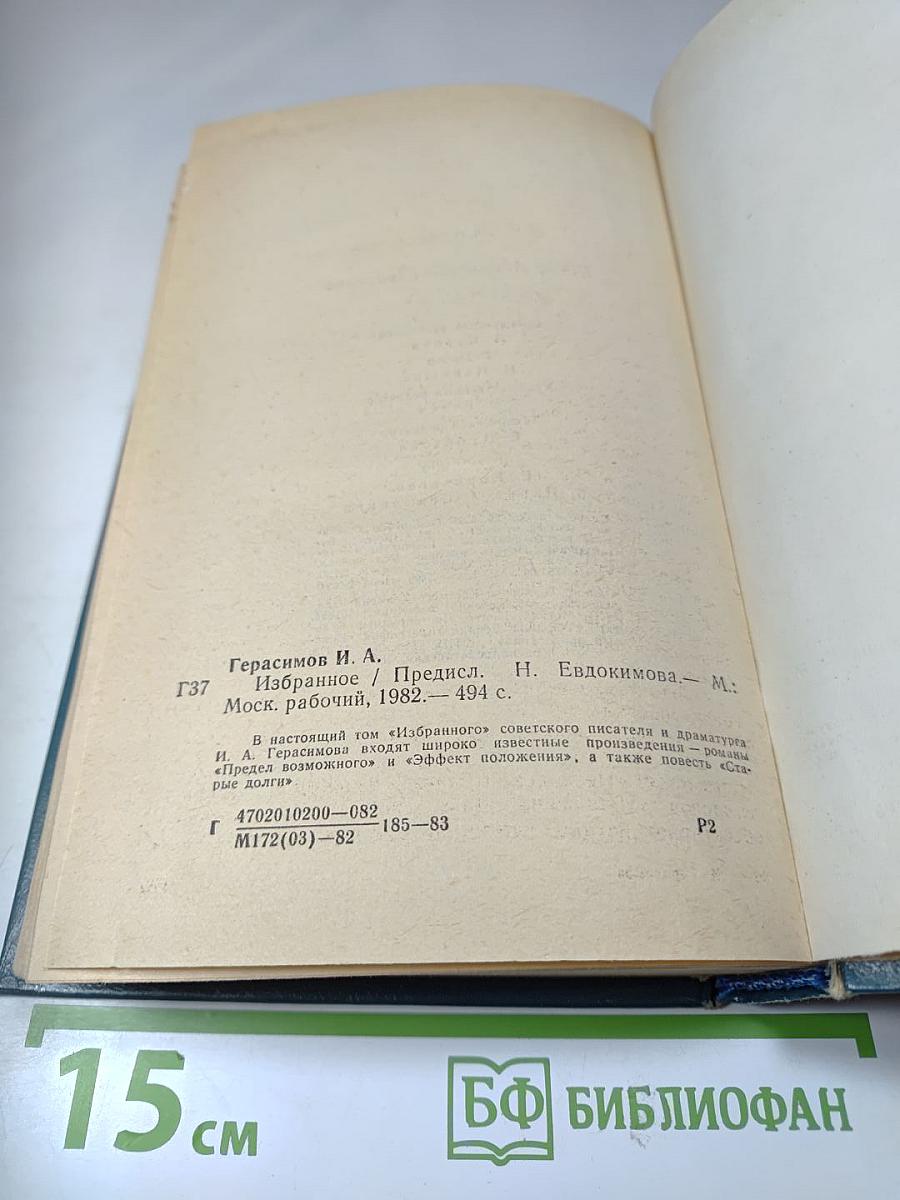 Герасимов И. А.
Г37 Избранное / Предисл. Н. Евдокимова.— М.:
Моск. рабочий, 1982.— 494 с.
В настоящий том «Избранного» советского писателя и драматурга
И. А. Герасимова входят широко известные произведения — романы
«Предел возможного» и «Эффект положения», а также повесть «Ста-
рые долги».
Г 4702010200—082
М172(03)—82 185—83 Р2
15 см
БФ БИБЛИОФАН